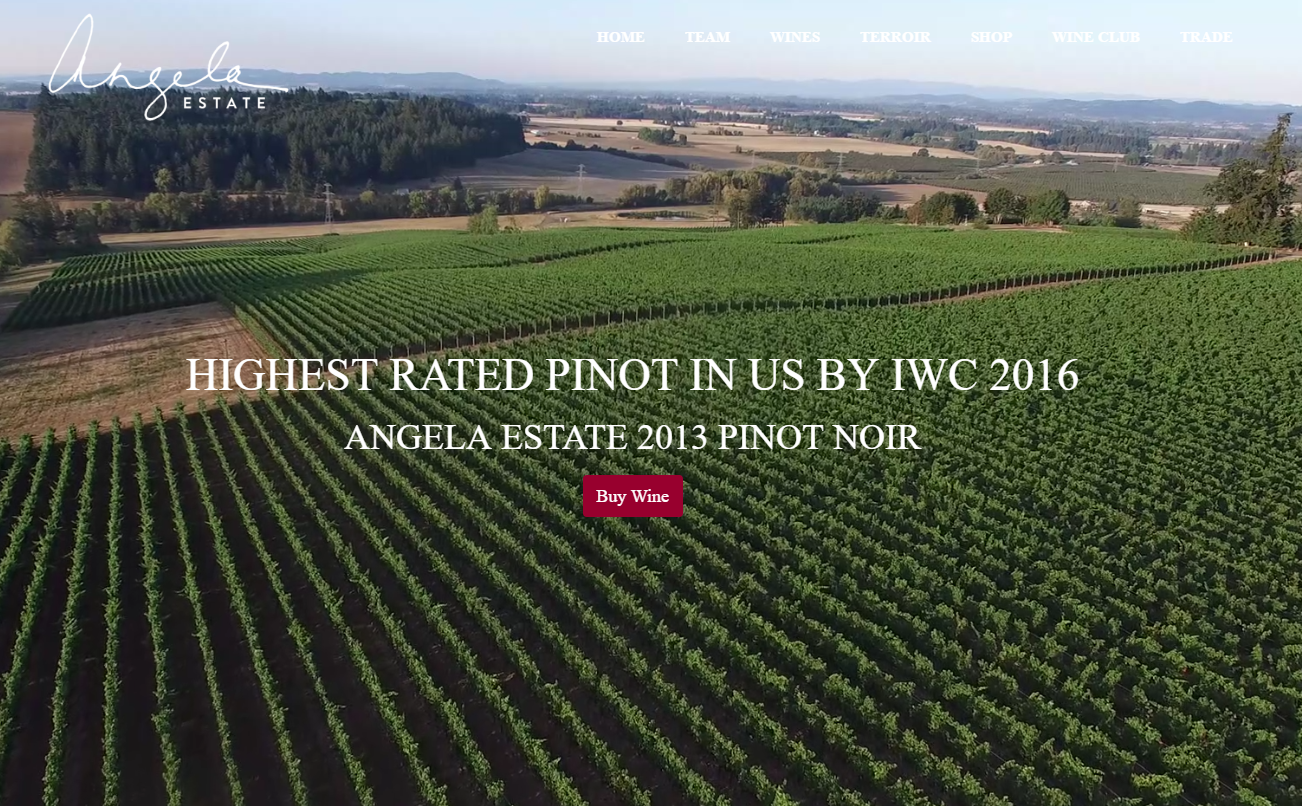 Angela
ESTATE
HOME TEAM WINES TERROIR SHOP WINE CLUB TRADE
HIGHEST RATED PINOT IN US BY IWC 2016
ANGELA ESTATE 2013 PINOT NOIR
Buy Wine